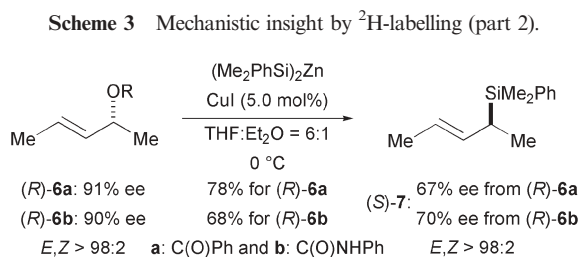 Scheme 3 Mechanistic insight by ²H-labelling (part 2).
(Me₂PhSi)₂Zn
OR
CuI (5.0 mol%)
SiMe₂Ph
Me
Me
THF:Et₂O = 6:1
Me
Me
0 °C
(R)-6a: 91% ee
78% for (R)-6a
(S)-7:
67% ee from (R)-6a
(R)-6b: 90% ee
68% for (R)-6b
70% ee from (R)-6b
E,Z > 98:2
a: C(O)Ph and b: C(O)NHPh
E,Z > 98:2